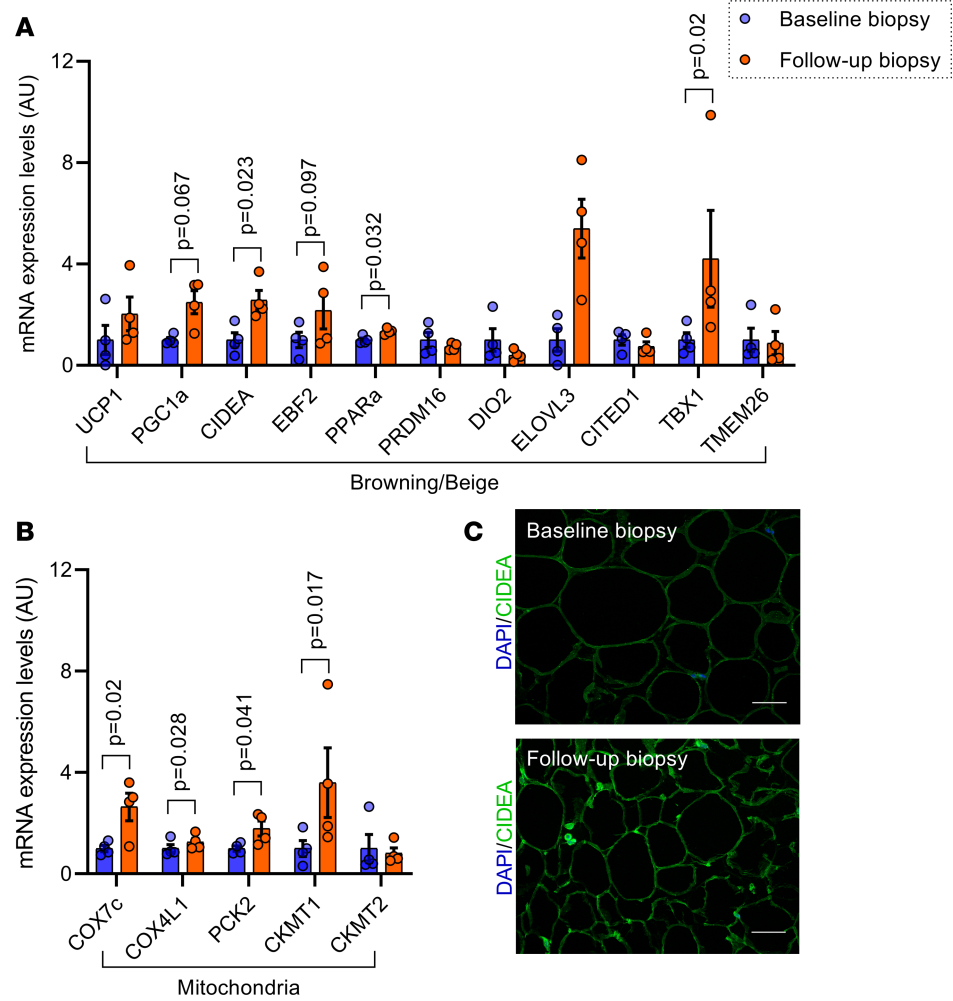 A
Baseline biopsy
Follow-up biopsy
mRNA expression levels (AU)
12
8
4
0
p=0.067
p=0.023
p=0.097
p=0.032
p=0.02
UCP1
PGC1a
CIDEA
EBF2
PPARa
PRDM16
DIO2
ELOVL3
CITED1
TBX1
TMEM26
Browning/Beige
B
mRNA expression levels (AU)
12
8
4
0
p=0.02
p=0.028
p=0.041
p=0.017
COX7c
COX4L1
PCK2
CKMT1
CKMT2
Mitochondria
C
DAPI/CIDEA
Baseline biopsy
DAPI/CIDEA
Follow-up biopsy